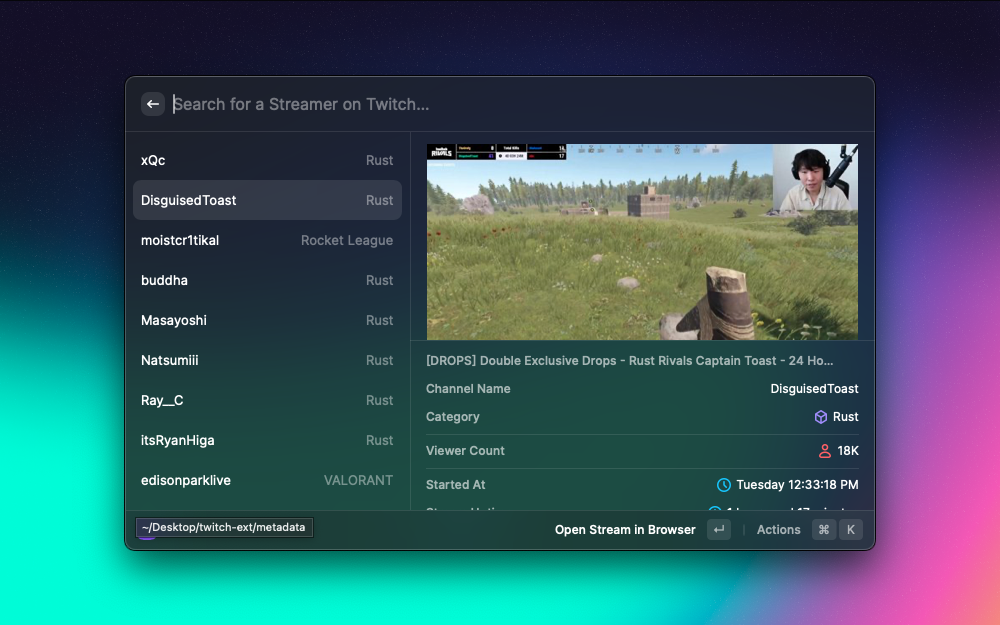 Search for a Streamer on Twitch...
xQc Rust
DisguisedToast Rust
moistcr1tikal Rocket League
buddha Rust
Masayoshi Rust
Natsumiii Rust
Ray__C Rust
itsRyanHiga Rust
edisonparklive VALORANT
RIVALS
Total Kills
[DROPS] Double Exclusive Drops - Rust Rivals Captain Toast - 24 Ho...
Channel Name DisguisedToast
Category Rust
Viewer Count 18K
Started At Tuesday 12:33:18 PM
~/Desktop/twitch-ext/metadata
Open Stream in Browser ↵ Actions ⌘ K